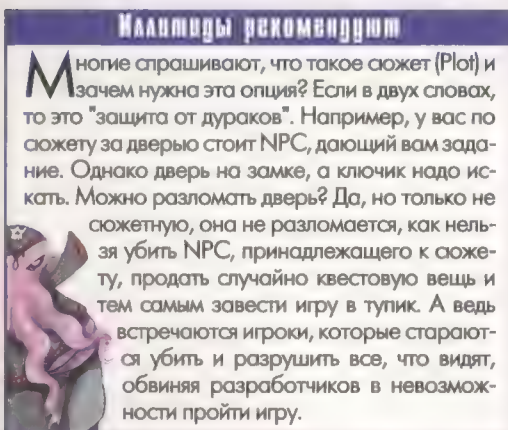 Иллитиды рекомендуют
Многие спрашивают, что такое сюжет (Plot) и
зачем нужна эта опция? Если в двух словах,
то это "защита от дураков". Например, у вас по
сюжету за дверью стоит NPC, дающий вам зада-
ние. Однако дверь на замке, а ключик надо ис-
кать. Можно разломать дверь? Да, но только не
сюжетную, она не разломается, как нель-
зя убить NPC, принадлежащего к сюже-
ту, продать случайно квестовую вещь и
тем самым завести игру в тупик. А ведь
встречаются игроки, которые старают-
ся убить и разрушить все, что видят,
обвиняя разработчиков в невозмож-
ности пройти игру.